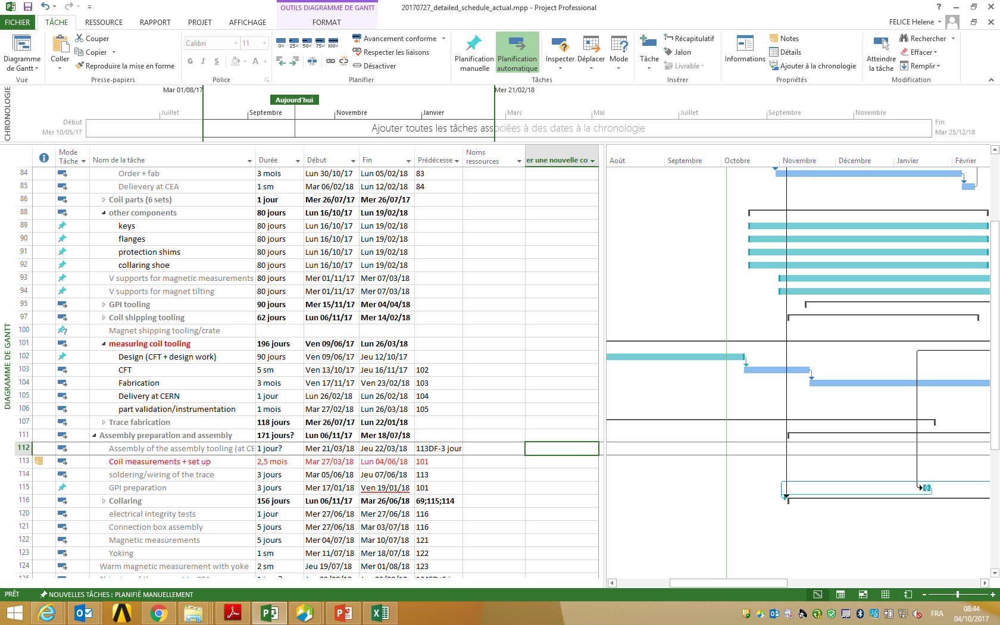 OUTILS DIAGRAMME DE GANTT
20170727_detailed_schedule_actual.mpp - Project Professional
FICHIER TÂCHE RESSOURCE RAPPORT PROJET AFFICHAGE FORMAT FELICE Helene
Diagramme de Gantt
Vue
Coller
Couper
Copier
Reproduire la mise en forme
Presse-papiers
Calibri 11
G I S A
Police
0% 25% 50% 75% 100%
Avancement conforme
Respecter les liaisons
Désactiver
Planifier
Planification manuelle
Planification automatique
Inspecter Déplacer Mode
Tâches
Tâche
Récapitulatif
Jalon
Livrable
Insérer
Informations
Notes
Détails
Ajouter à la chronologie
Propriétés
Atteindre la tâche
Rechercher
Effacer
Remplir
Modification
CHRONOLOGIE
Mar 01/08/17 Mer 21/02/18
Aujourd'hui
Juillet Septembre Novembre Janvier Mars Mai Juillet Septembre Novembre
Début
Mer 10/05/17
Ajouter toutes les tâches associées à des dates à la chronologie
Fin
Mar 25/12/18
DIAGRAMME DE GANTT
Mode Tâche Nom de la tâche Durée Début Fin Prédécesse Noms ressources er une nouvelle co
Août Septembre Octobre Novembre Décembre Janvier Février
84 Order + fab 3 mois Lun 30/10/17 Lun 05/02/18 83
85 Delievery at CEA 1 sm Mar 06/02/18 Lun 12/02/18 84
86 Coil parts (6 sets) 1 jour Mer 26/07/17 Mer 26/07/17
88 other components 80 jours Lun 16/10/17 Lun 19/02/18
89 keys 80 jours Lun 16/10/17 Lun 19/02/18
90 flanges 80 jours Lun 16/10/17 Lun 19/02/18
91 protection shims 80 jours Lun 16/10/17 Lun 19/02/18
92 collaring shoe 80 jours Lun 16/10/17 Lun 19/02/18
93 V supports for magnetic measurements 80 jours Mer 01/11/17 Mer 07/03/18
94 V supports for magnet tilting 80 jours Mer 01/11/17 Mer 07/03/18
95 GPI tooling 90 jours Mer 15/11/17 Mer 04/04/18
97 Coil shipping tooling 62 jours Lun 06/11/17 Mer 14/02/18
100 Magnet shipping tooling/crate
101 measuring coil tooling 196 jours Ven 09/06/17 Lun 26/03/18
102 Design (CFT + design work) 90 jours Ven 09/06/17 Jeu 12/10/17
103 CFT 5 sm Ven 13/10/17 Jeu 16/11/17 102
104 Fabrication 3 mois Ven 17/11/17 Ven 23/02/18 103
105 Delivery at CERN 1 jour Lun 26/02/18 Lun 26/02/18 104
106 part validation/instrumentation 1 mois Mar 27/02/18 Lun 26/03/18 105
107 Trace fabrication 118 jours Mer 26/07/17 Lun 22/01/18
111 Assembly preparation and assembly 171 jours? Lun 06/11/17 Mer 18/07/18
112 Assembly of the assembly tooling (at CE 1 jour? Mer 21/03/18 Jeu 22/03/18 113DF-3 jour
113 Coil measurements + set up 2,5 mois Mar 27/03/18 Lun 04/06/18 101
114 soldering/wiring of the trace 3 jours Mar 05/06/18 Jeu 07/06/18 113
115 GPI preparation 3 jours Mer 17/01/18 Ven 19/01/18 101
116 Collaring 156 jours Lun 06/11/17 Mar 26/06/18 69;115;114
120 electrical integrity tests 1 jour Mer 27/06/18 Mer 27/06/18 116
121 Connection box assembly 5 jours Mer 27/06/18 Mar 03/07/18 116
122 Magnetic measurements 5 jours Mer 04/07/18 Mar 10/07/18 121
123 Yoking 1 sm Mer 11/07/18 Mer 18/07/18 122
124 Warm magnetic measurement with yoke 2 sm Jeu 19/07/18 Mer 01/08/18 123
PRÊT NOUVELLES TÂCHES : PLANIFIÉ MANUELLEMENT
FRA
08:44
04/10/2017